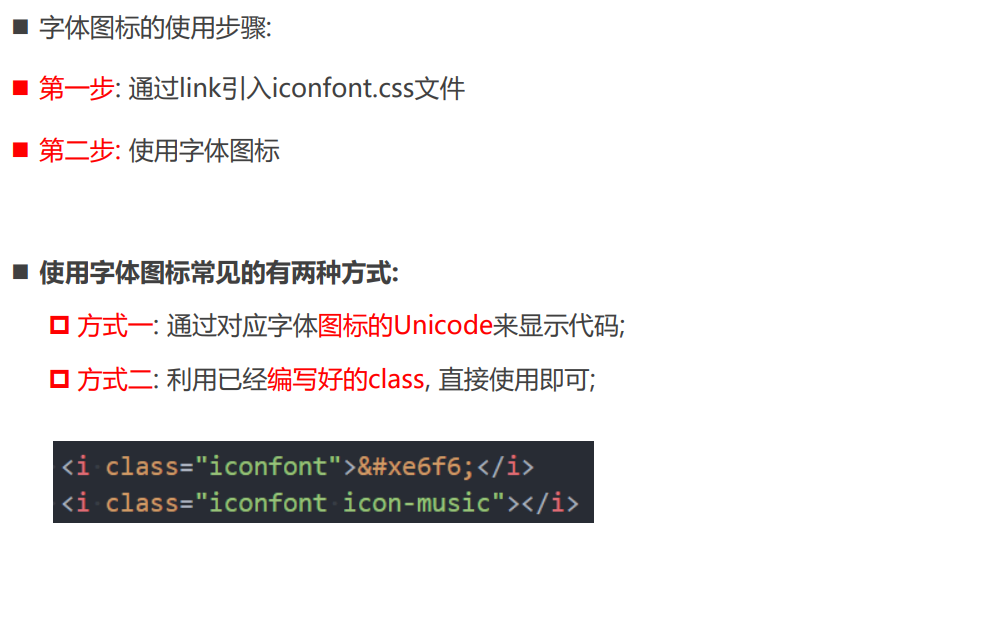 字体图标的使用步骤:
第一步: 通过link引入iconfont.css文件
第二步: 使用字体图标
使用字体图标常见的有两种方式:
方式一: 通过对应字体图标的Unicode来显示代码;
方式二: 利用已经编写好的class, 直接使用即可;
<i class="iconfont">&#xe6f6;</i>
<i class="iconfont icon-music"></i>